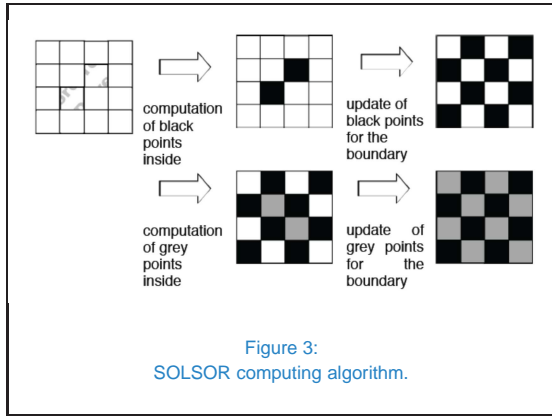 computation
of black
points
inside
update of
black points
for the
boundary
computation
of grey
points
inside
update of
grey points
for the
boundary
Figure 3:
SOLSOR computing algorithm.